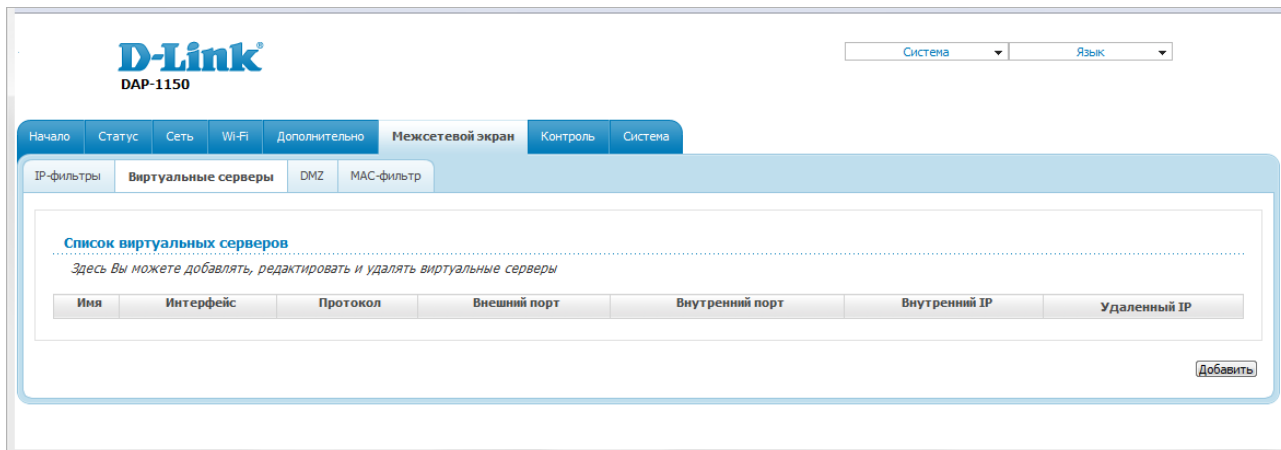 D-Link
DAP-1150
Система
Язык
Начало Статус Сеть Wi-Fi Дополнительно Межсетевой экран Контроль Система
IP-фильтры Виртуальные серверы DMZ МАС-фильтр
Список виртуальных серверов
Здесь Вы можете добавлять, редактировать и удалять виртуальные серверы
Имя Интерфейс Протокол Внешний порт Внутренний порт Внутренний IP Удаленный IP
Добавить